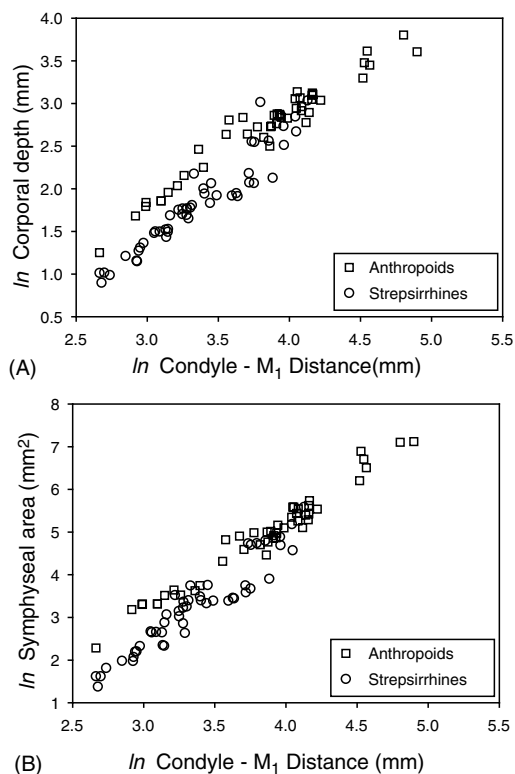 (A)
ln Corporal depth (mm)
4.0
3.5
3.0
2.5
2.0
1.5
1.0
0.5
Anthropoids
Strepsirrhines
2.5 3.0 3.5 4.0 4.5 5.0 5.5
ln Condyle - M₁ Distance(mm)
(B)
ln Symphyseal area (mm²)
8
7
6
5
4
3
2
1
Anthropoids
Strepsirrhines
2.5 3.0 3.5 4.0 4.5 5.0 5.5
ln Condyle - M₁ Distance (mm)